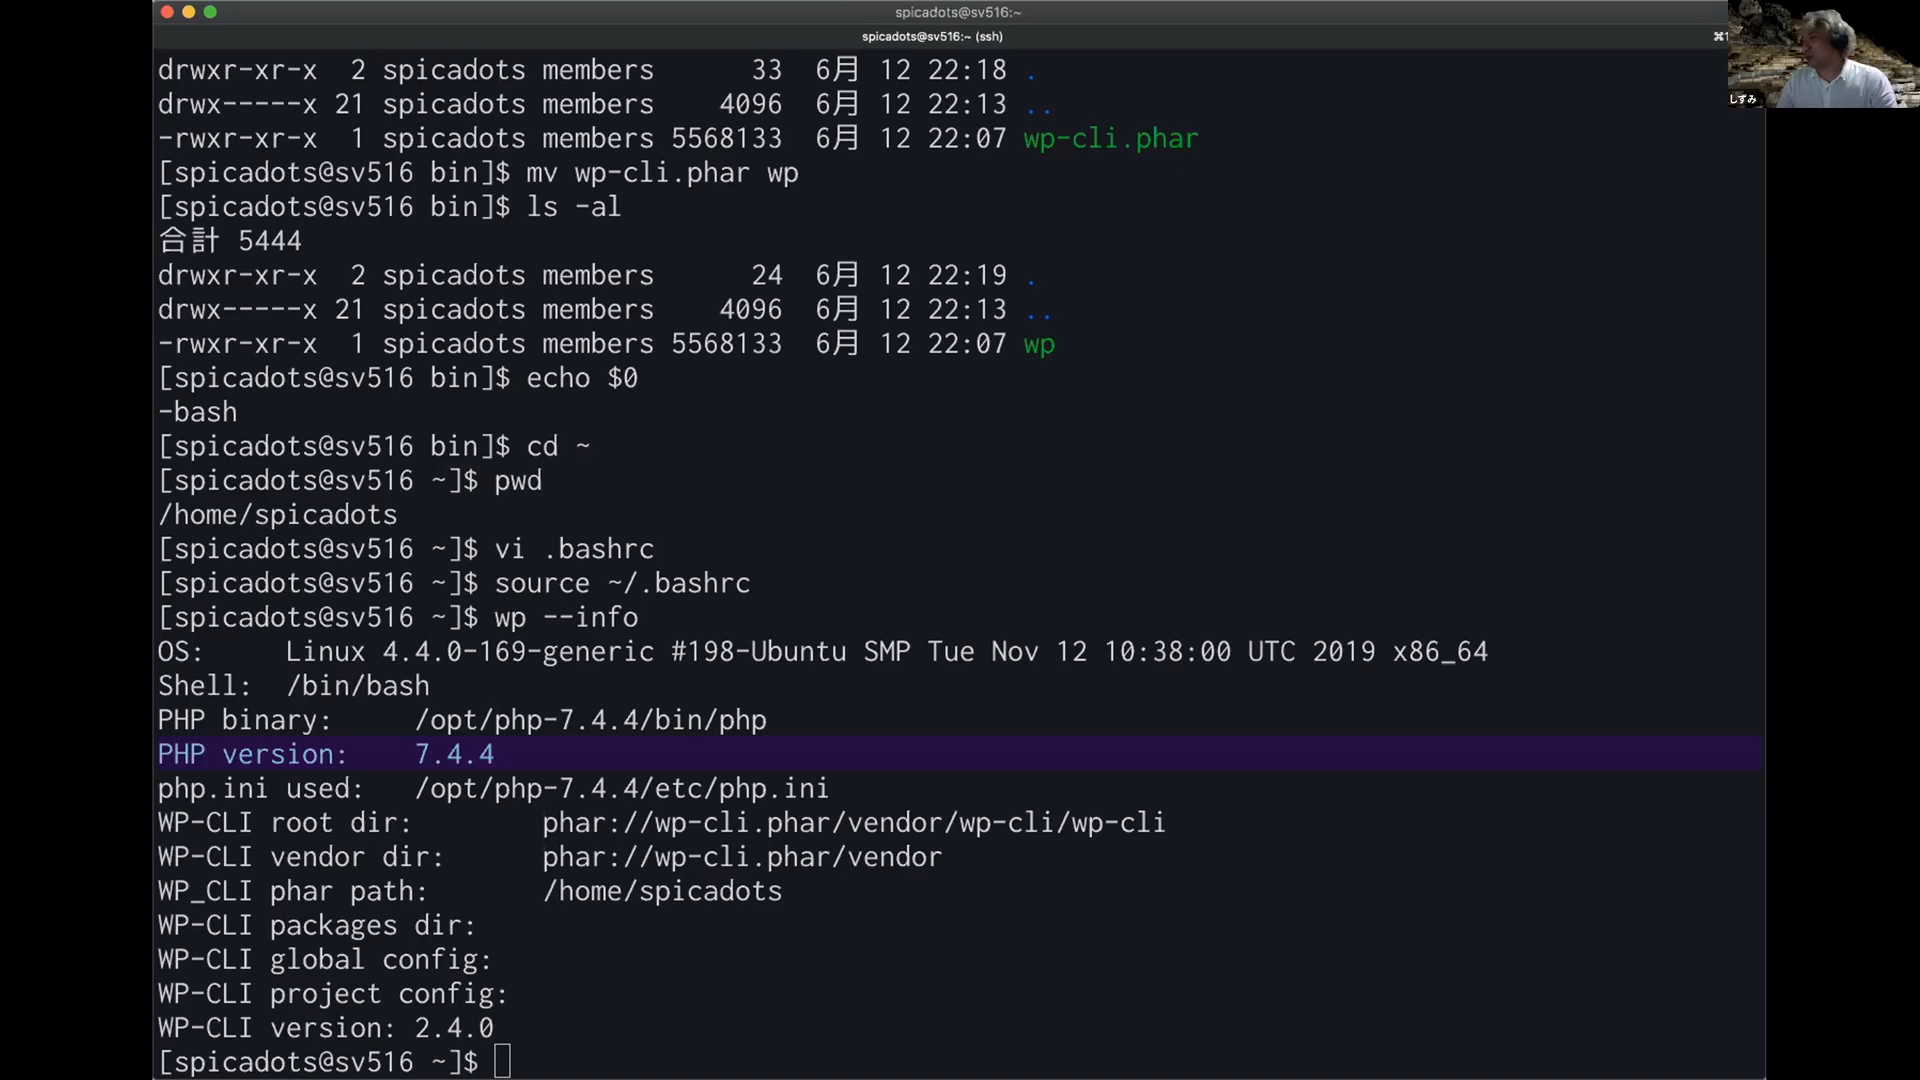 spicadots@sv516:~
spicadots@sv516:~ (ssh)
⌘1
しずみ
drwxr-xr-x  2 spicadots members      33  6月  12 22:18 .
drwx-----x 21 spicadots members    4096  6月  12 22:13 ..
-rwxr-xr-x  1 spicadots members 5568133  6月  12 22:07 wp-cli.phar
[spicadots@sv516 bin]$ mv wp-cli.phar wp
[spicadots@sv516 bin]$ ls -al
合計 5444
drwxr-xr-x  2 spicadots members      24  6月  12 22:19 .
drwx-----x 21 spicadots members    4096  6月  12 22:13 ..
-rwxr-xr-x  1 spicadots members 5568133  6月  12 22:07 wp
[spicadots@sv516 bin]$ echo $0
-bash
[spicadots@sv516 bin]$ cd ~
[spicadots@sv516 ~]$ pwd
/home/spicadots
[spicadots@sv516 ~]$ vi .bashrc
[spicadots@sv516 ~]$ source ~/.bashrc
[spicadots@sv516 ~]$ wp --info
OS:     Linux 4.4.0-169-generic #198-Ubuntu SMP Tue Nov 12 10:38:00 UTC 2019 x86_64
Shell:  /bin/bash
PHP binary:     /opt/php-7.4.4/bin/php
PHP version:    7.4.4
php.ini used:   /opt/php-7.4.4/etc/php.ini
WP-CLI root dir:        phar://wp-cli.phar/vendor/wp-cli/wp-cli
WP-CLI vendor dir:      phar://wp-cli.phar/vendor
WP_CLI phar path:       /home/spicadots
WP-CLI packages dir:
WP-CLI global config:
WP-CLI project config:
WP-CLI version: 2.4.0
[spicadots@sv516 ~]$